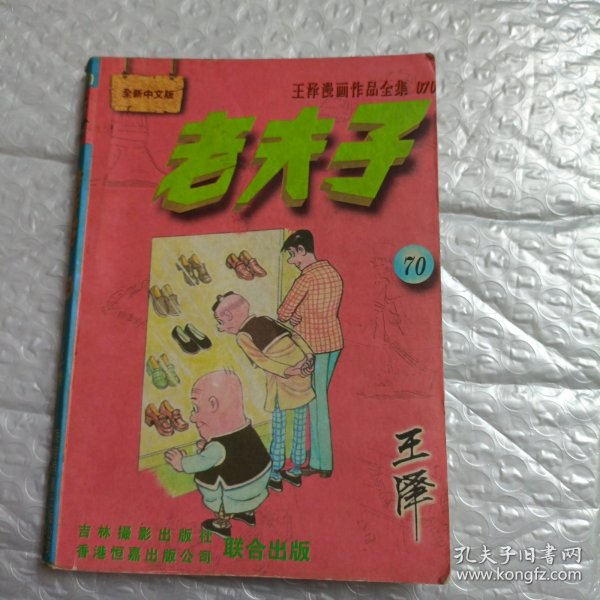 全新中文版
王泽漫画作品全集 070
老夫子
70
王泽
吉林摄影出版社
香港恒嘉出版公司
联合出版
孔夫子旧书网
www.kongfz.com